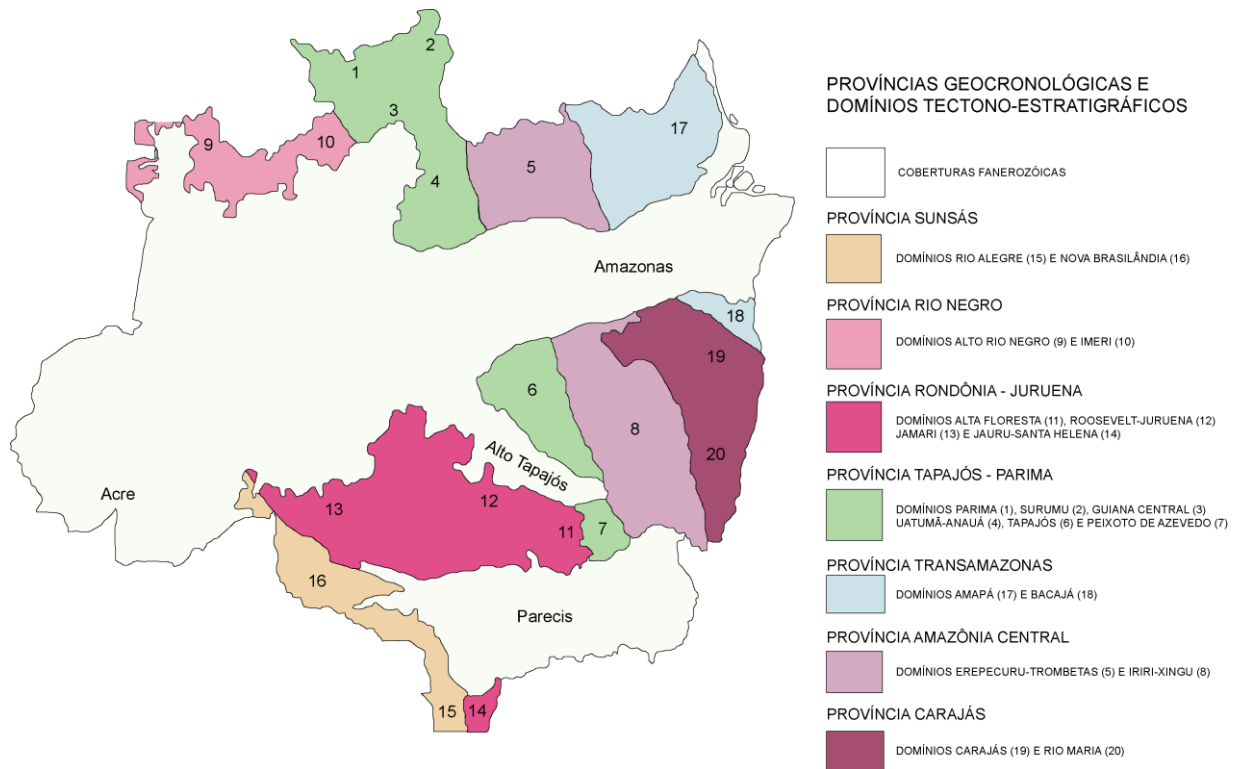 1
2
3
4
5
6
7
8
9
10
11
12
13
14
15
16
17
18
19
20
Amazonas
Alto Tapajós
Acre
Parecis
PROVÍNCIAS GEOCRONOLÓGICAS E
DOMÍNIOS TECTONO-ESTRATIGRÁFICOS
COBERTURAS FANEROZÓICAS
PROVÍNCIA SUNSÁS
DOMÍNIOS RIO ALEGRE (15) E NOVA BRASILÂNDIA (16)
PROVÍNCIA RIO NEGRO
DOMÍNIOS ALTO RIO NEGRO (9) E IMERI (10)
PROVÍNCIA RONDÔNIA - JURUENA
DOMÍNIOS ALTA FLORESTA (11), ROOSEVELT-JURUENA (12)
JAMARI (13) E JAURU-SANTA HELENA (14)
PROVÍNCIA TAPAJÓS - PARIMA
DOMÍNIOS PARIMA (1), SURUMU (2), GUIANA CENTRAL (3)
UATUMÃ-ANAUÁ (4), TAPAJÓS (6) E PEIXOTO DE AZEVEDO (7)
PROVÍNCIA TRANSAMAZONAS
DOMÍNIOS AMAPÁ (17) E BACAJÁ (18)
PROVÍNCIA AMAZÔNIA CENTRAL
DOMÍNIOS EREPECURU-TROMBETAS (5) E IRIRI-XINGU (8)
PROVÍNCIA CARAJÁS
DOMÍNIOS CARAJÁS (19) E RIO MARIA (20)